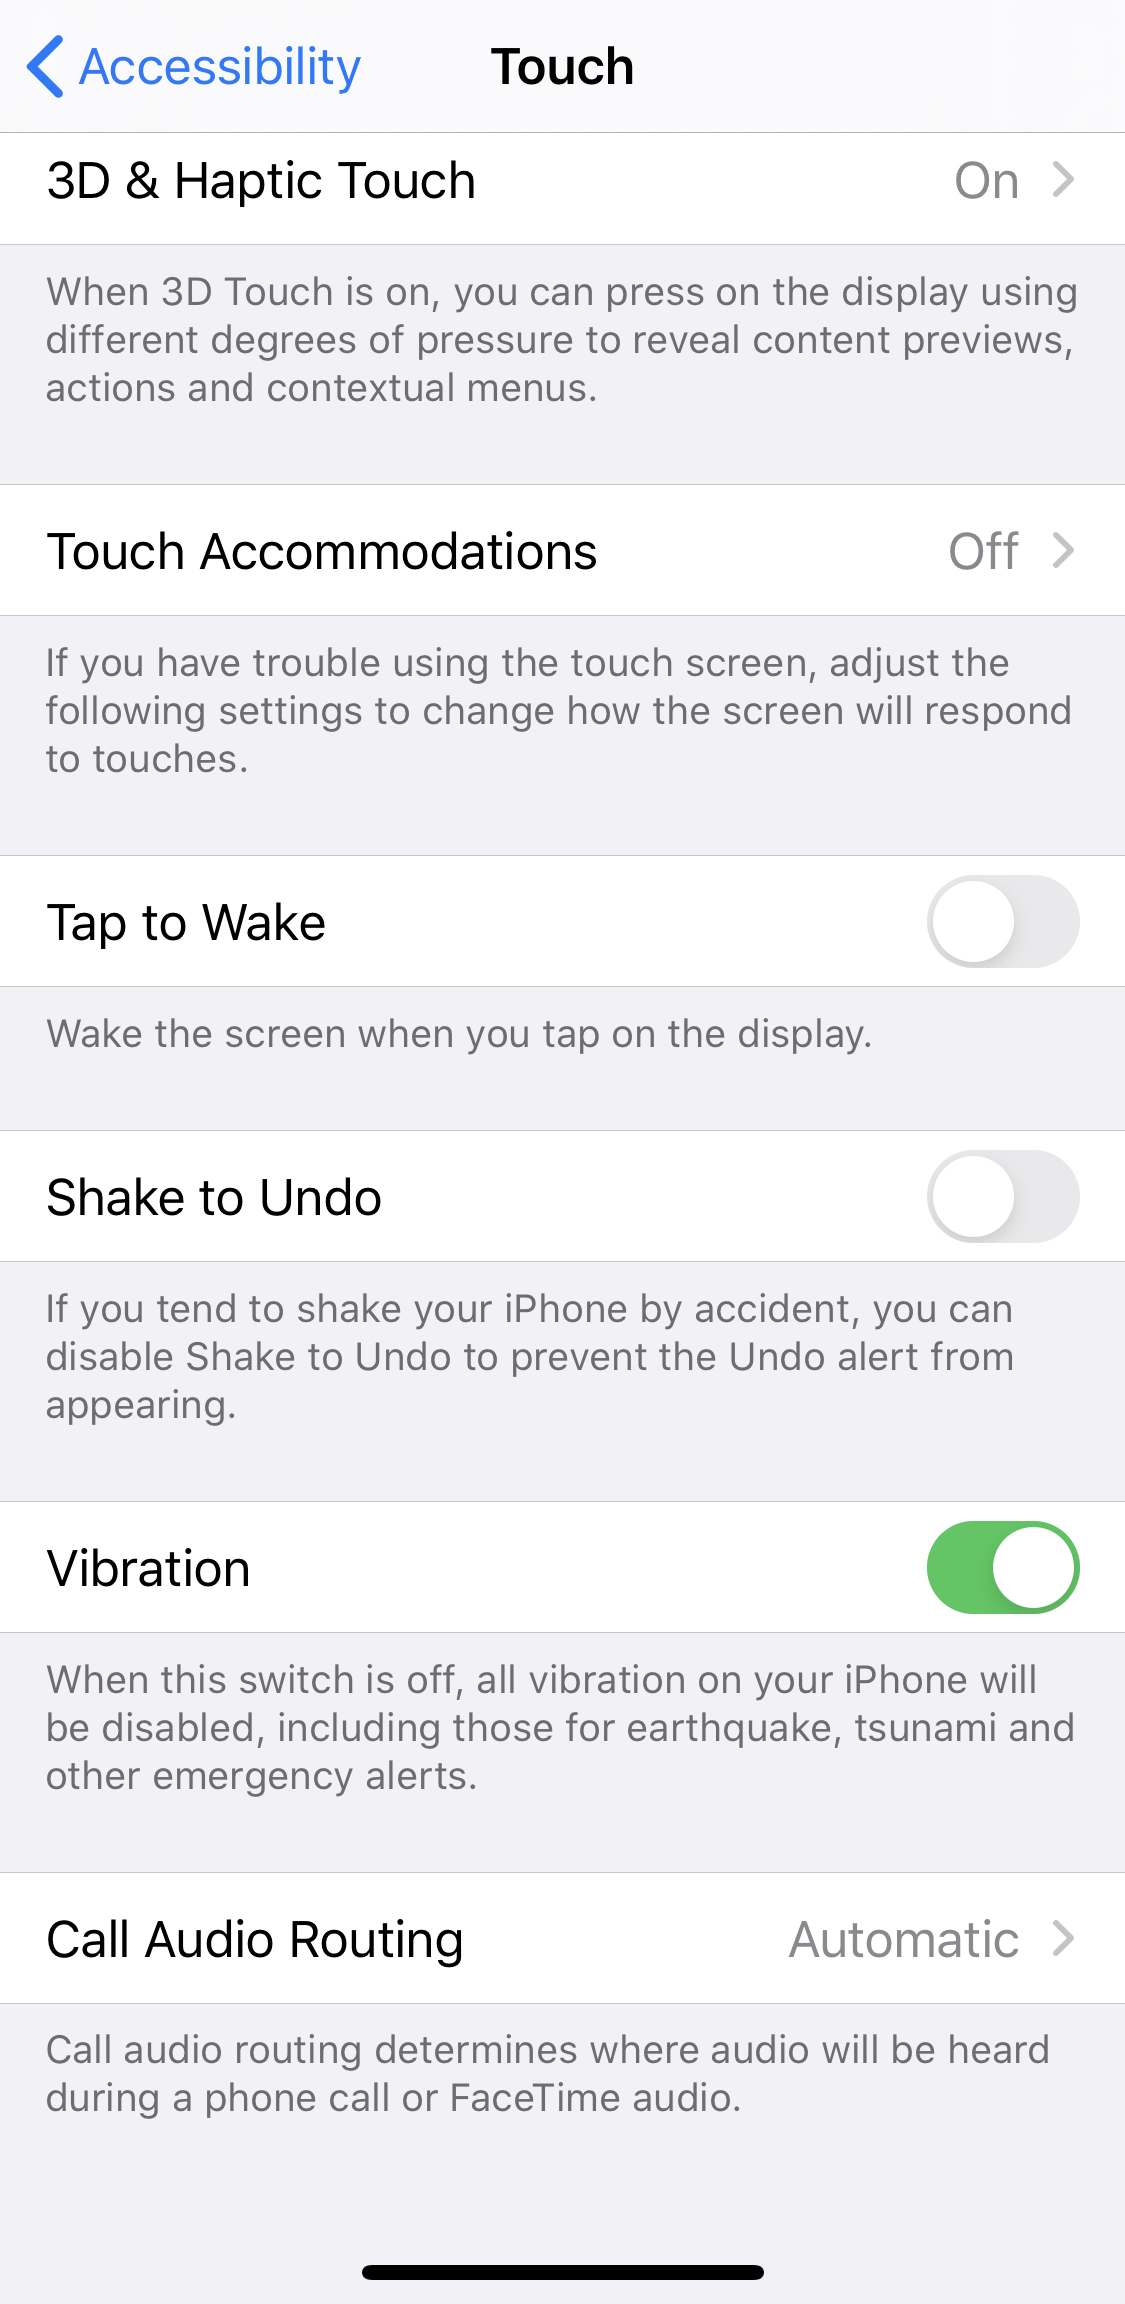 Accessibility
Touch
3D & Haptic Touch
On
When 3D Touch is on, you can press on the display using
different degrees of pressure to reveal content previews,
actions and contextual menus.
Touch Accommodations
Off
If you have trouble using the touch screen, adjust the
following settings to change how the screen will respond
to touches.
Tap to Wake
Wake the screen when you tap on the display.
Shake to Undo
If you tend to shake your iPhone by accident, you can
disable Shake to Undo to prevent the Undo alert from
appearing.
Vibration
When this switch is off, all vibration on your iPhone will
be disabled, including those for earthquake, tsunami and
other emergency alerts.
Call Audio Routing
Automatic
Call audio routing determines where audio will be heard
during a phone call or FaceTime audio.